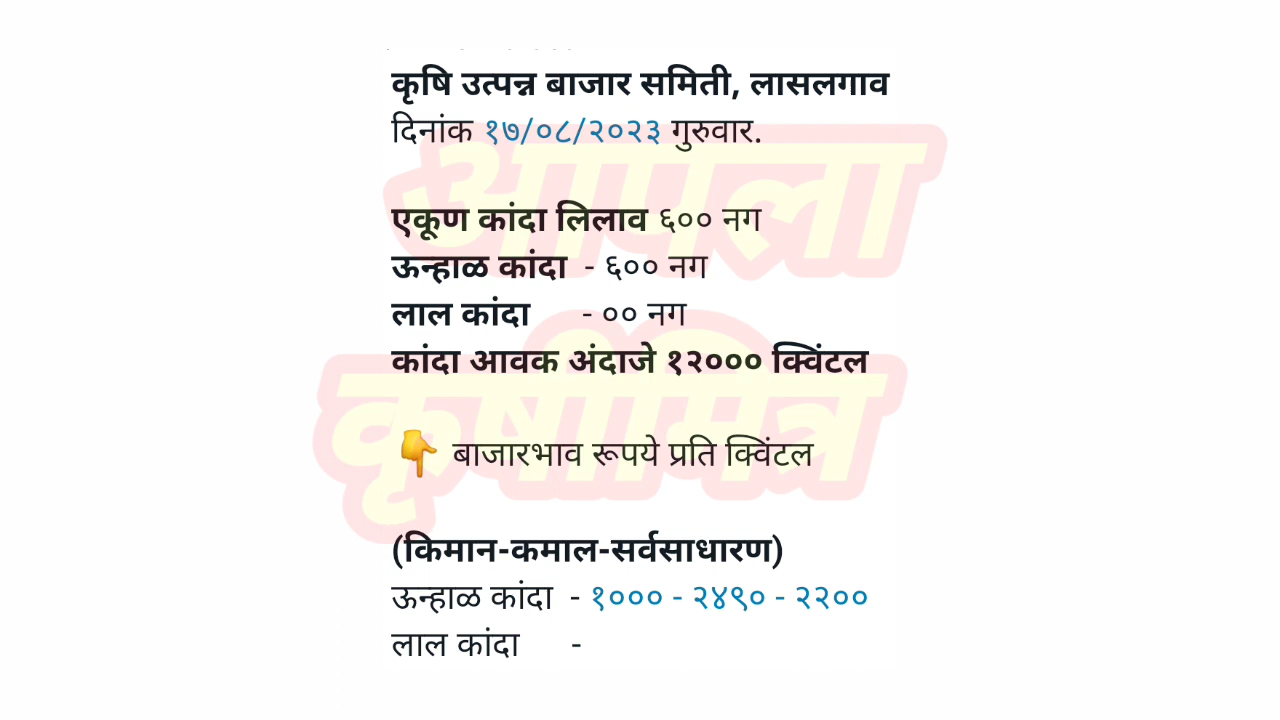 कृषि उत्पन्न बाजार समिती, लासलगाव
दिनांक १७/०८/२०२३ गुरुवार.
एकूण कांदा लिलाव ६०० नग
ऊन्हाळ कांदा - ६०० नग
लाल कांदा - ०० नग
कांदा आवक अंदाजे १२००० क्विंटल
👇 बाजारभाव रूपये प्रति क्विंटल
(किमान-कमाल-सर्वसाधारण)
ऊन्हाळ कांदा - १००० - २४९० - २२००
लाल कांदा -
आपला
कृषीमित्र